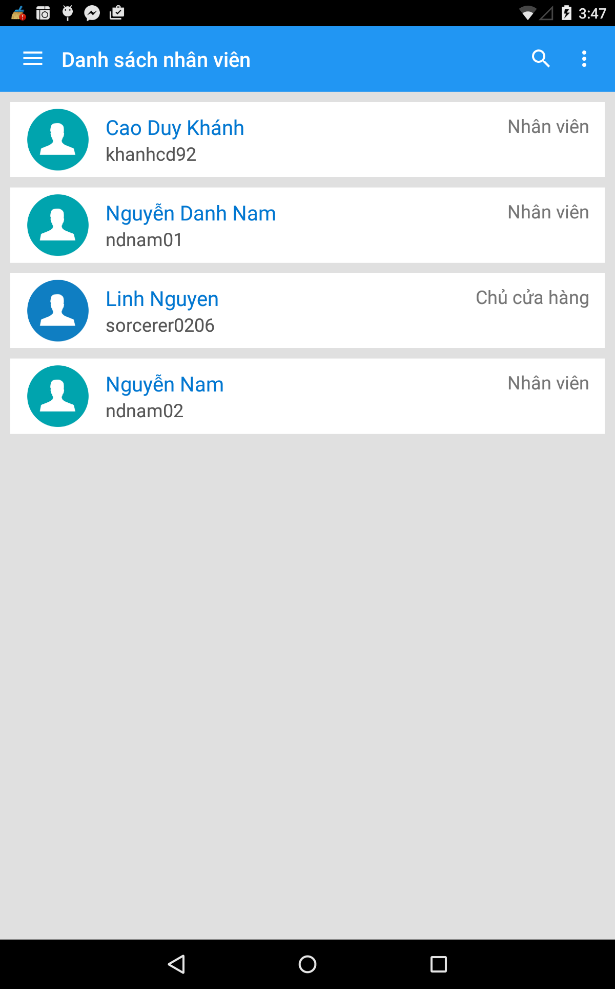 3:47
Danh sách nhân viên
Cao Duy Khánh
Nhân viên
khanhcd92
Nguyễn Danh Nam
Nhân viên
ndnam01
Linh Nguyen
Chủ cửa hàng
sorcerer0206
Nguyễn Nam
Nhân viên
ndnam02